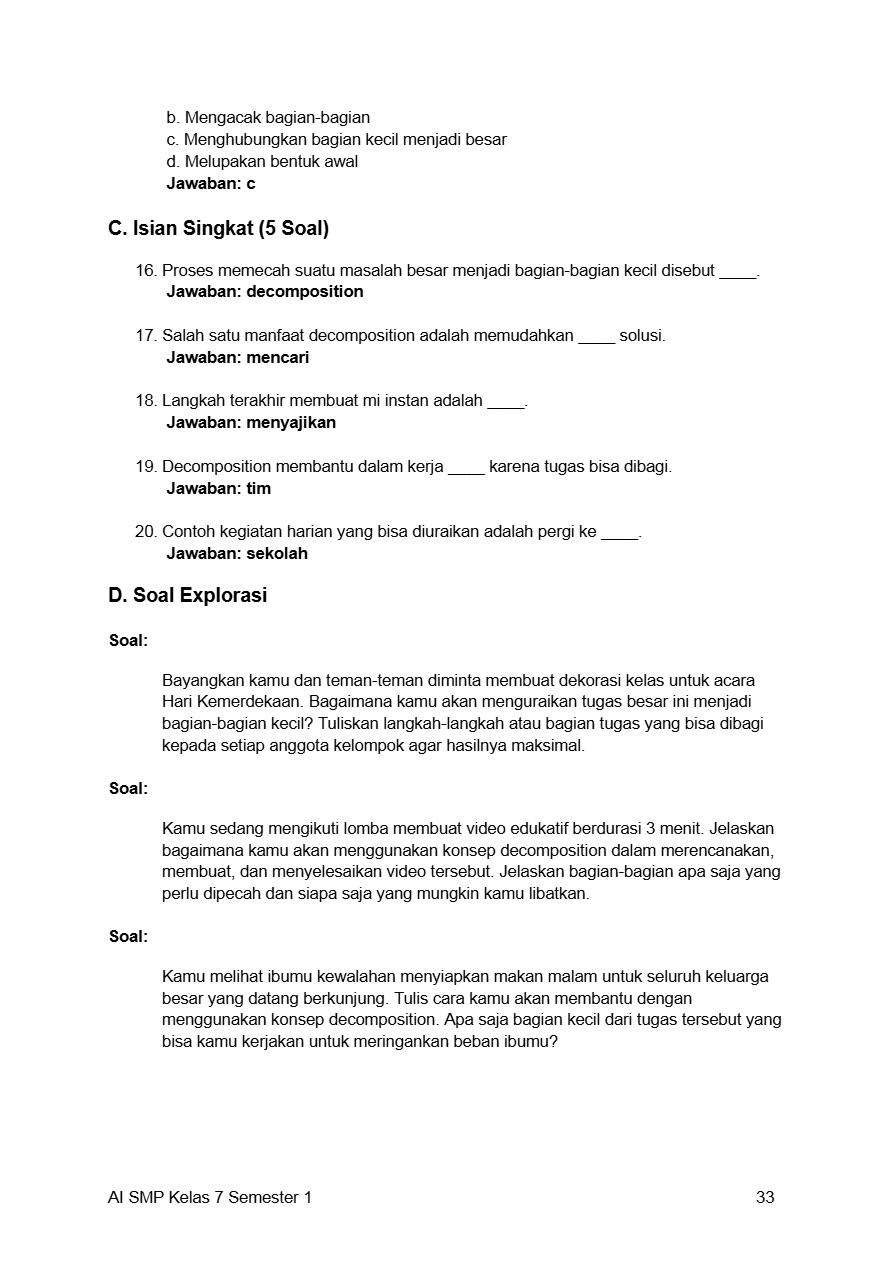 b. Mengacak bagian-bagian
c. Menghubungkan bagian kecil menjadi besar
d. Melupakan bentuk awal
Jawaban: c
C. Isian Singkat (5 Soal)
16. Proses memecah suatu masalah besar menjadi bagian-bagian kecil disebut ____.
Jawaban: decomposition
17. Salah satu manfaat decomposition adalah memudahkan ____ solusi.
Jawaban: mencari
18. Langkah terakhir membuat mi instan adalah ____.
Jawaban: menyajikan
19. Decomposition membantu dalam kerja ____ karena tugas bisa dibagi.
Jawaban: tim
20. Contoh kegiatan harian yang bisa diuraikan adalah pergi ke ____.
Jawaban: sekolah
D. Soal Explorasi
Soal:
Bayangkan kamu dan teman-teman diminta membuat dekorasi kelas untuk acara
Hari Kemerdekaan. Bagaimana kamu akan menguraikan tugas besar ini menjadi
bagian-bagian kecil? Tuliskan langkah-langkah atau bagian tugas yang bisa dibagi
kepada setiap anggota kelompok agar hasilnya maksimal.
Soal:
Kamu sedang mengikuti lomba membuat video edukatif berdurasi 3 menit. Jelaskan
bagaimana kamu akan menggunakan konsep decomposition dalam merencanakan,
membuat, dan menyelesaikan video tersebut. Jelaskan bagian-bagian apa saja yang
perlu dipecah dan siapa saja yang mungkin kamu libatkan.
Soal:
Kamu melihat ibumu kewalahan menyiapkan makan malam untuk seluruh keluarga
besar yang datang berkunjung. Tulis cara kamu akan membantu dengan
menggunakan konsep decomposition. Apa saja bagian kecil dari tugas tersebut yang
bisa kamu kerjakan untuk meringankan beban ibumu?
AI SMP Kelas 7 Semester 1 33